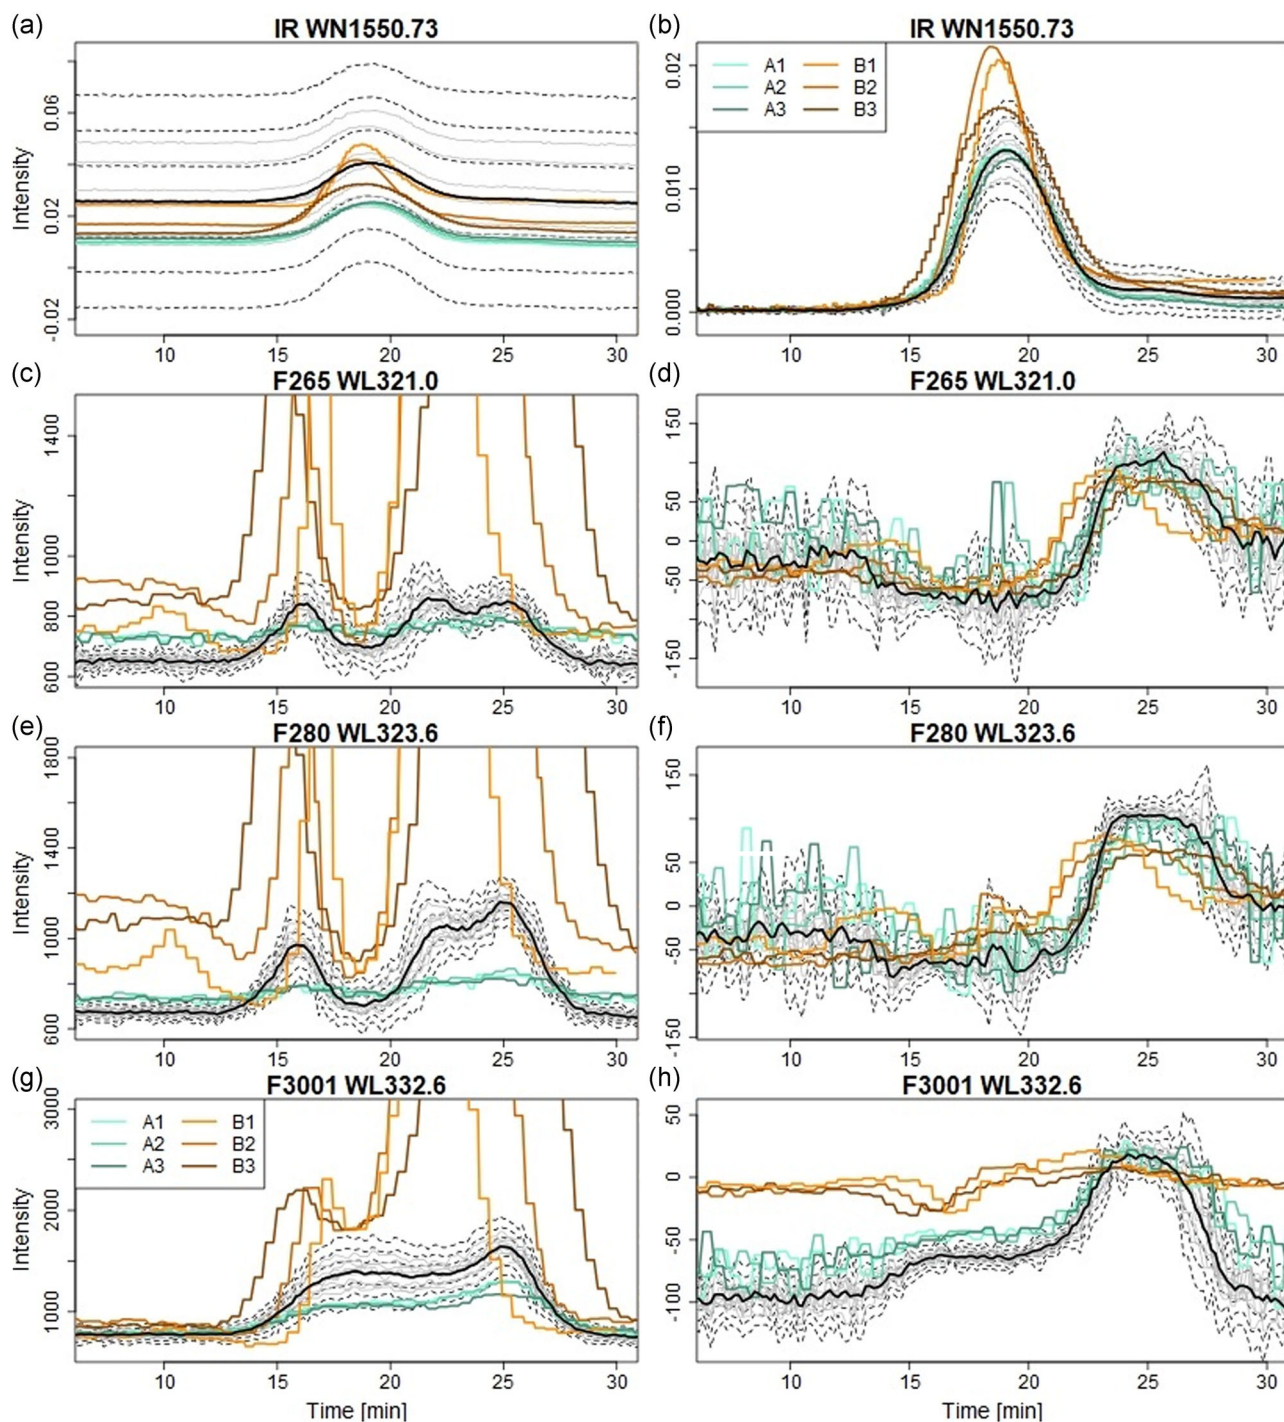 (a) IR WN1550.73
Intensity
0.06
0.02
-0.02
10 15 20 25 30
(b) IR WN1550.73
A1 B1
A2 B2
A3 B3
0.02
0.010
0.000
10 15 20 25 30
(c) F265 WL321.0
Intensity
1400
1000
800
600
10 15 20 25 30
(d) F265 WL321.0
150
50
0
-50
-150
10 15 20 25 30
(e) F280 WL323.6
Intensity
1800
1400
1000
600
10 15 20 25 30
(f) F280 WL323.6
150
50
0
-50
-150
10 15 20 25 30
(g) F3001 WL332.6
A1 B1
A2 B2
A3 B3
Intensity
3000
2000
1000
10 15 20 25 30
Time [min]
(h) F3001 WL332.6
50
0
-50
-100
10 15 20 25 30
Time [min]